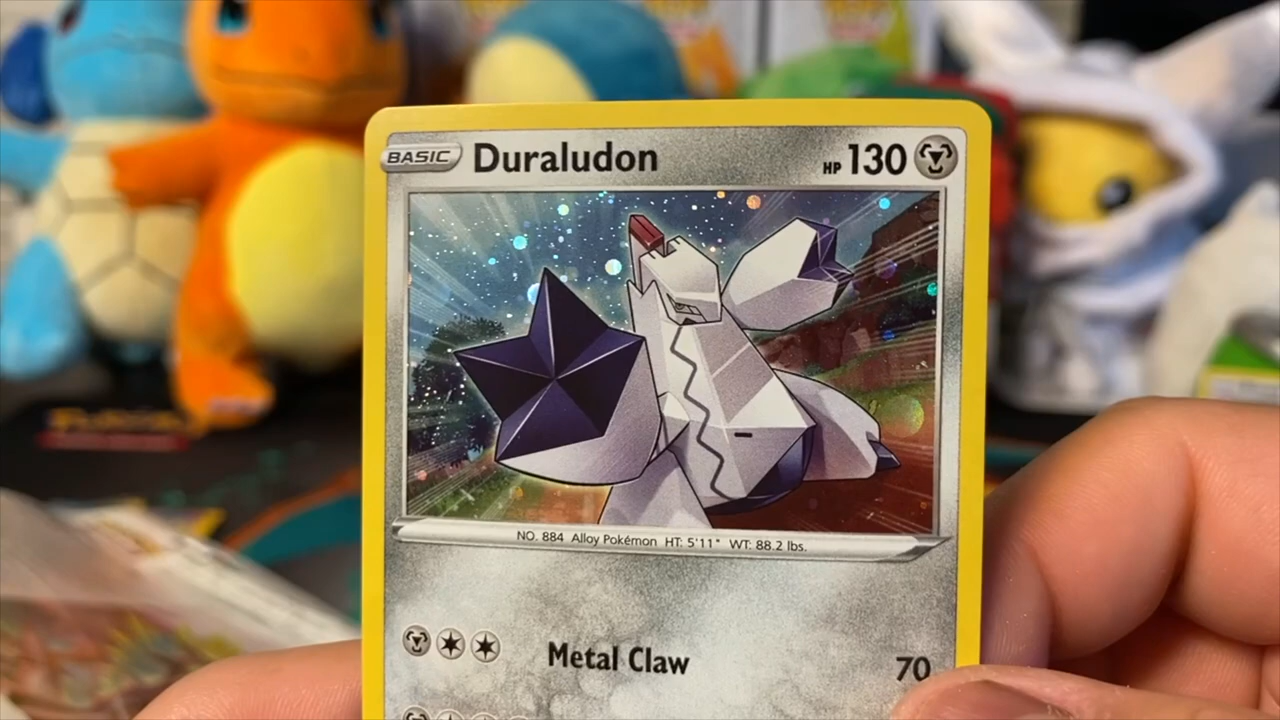 BASIC Duraludon HP 130
NO. 884 Alloy Pokémon HT: 5'11" WT: 88.2 lbs.
Metal Claw 70